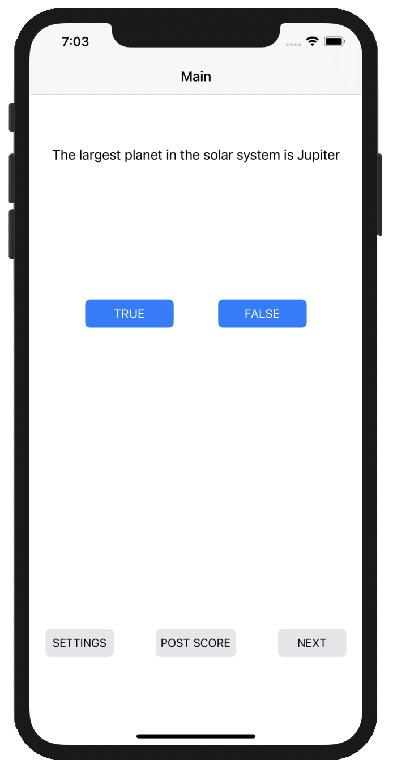 7:03
Main
The largest planet in the solar system is Jupiter
TRUE FALSE
SETTINGS POST SCORE NEXT